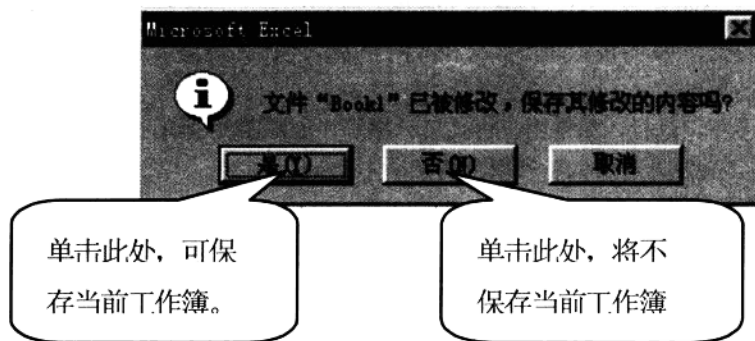 Microsoft Excel
文件“Book1”已被修改，保存其修改的内容吗?
是(Y) 否(N) 取消
单击此处，可保
存当前工作簿。
单击此处，将不
保存当前工作簿